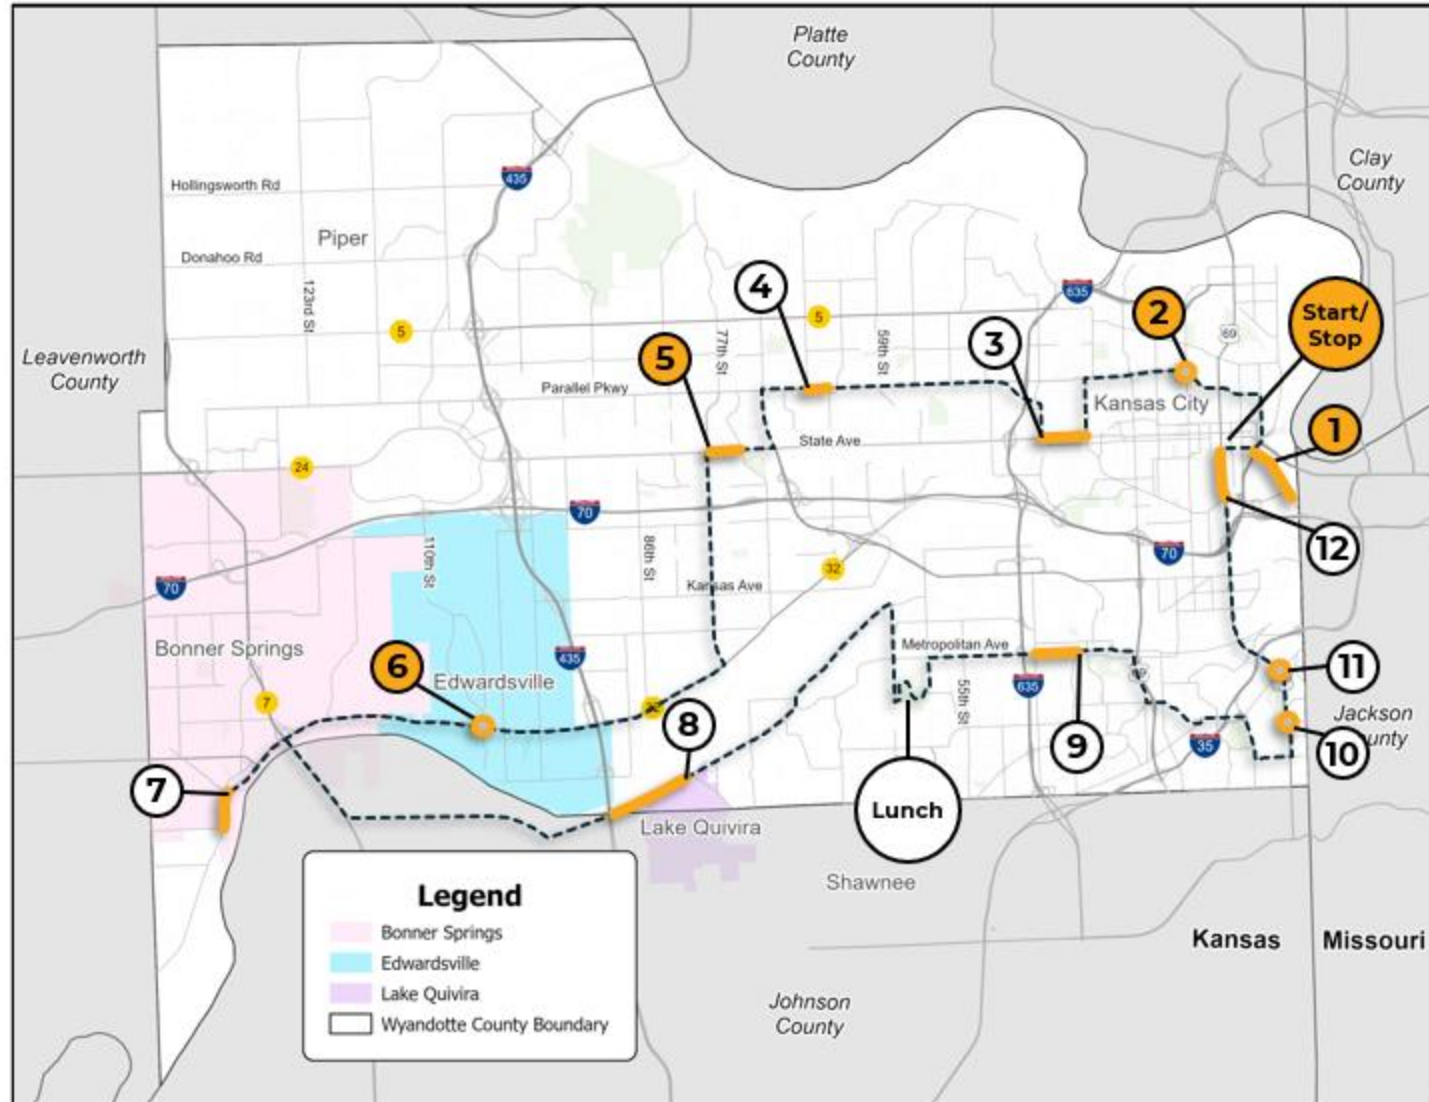 Platte
County
Clay
County
435
Hollingsworth Rd
Piper
Donahoo Rd
123rd St
4
635
2
Start/
Stop
5
5
69
3
Leavenworth
County
5
77th St
59th St
Parallel Pkwy
Kansas City
1
State Ave
24
70
12
70
110th St
86th St
32
Kansas Ave
70
Bonner Springs
6
435
Metropolitan Ave
11
Edwardsville
635
55th St
7
8
9
35
Jackson
10
7
Lunch
Lake Quivira
Shawnee
Legend
Bonner Springs
Edwardsville
Lake Quivira
Wyandotte County Boundary
Kansas
Missouri
Johnson
County